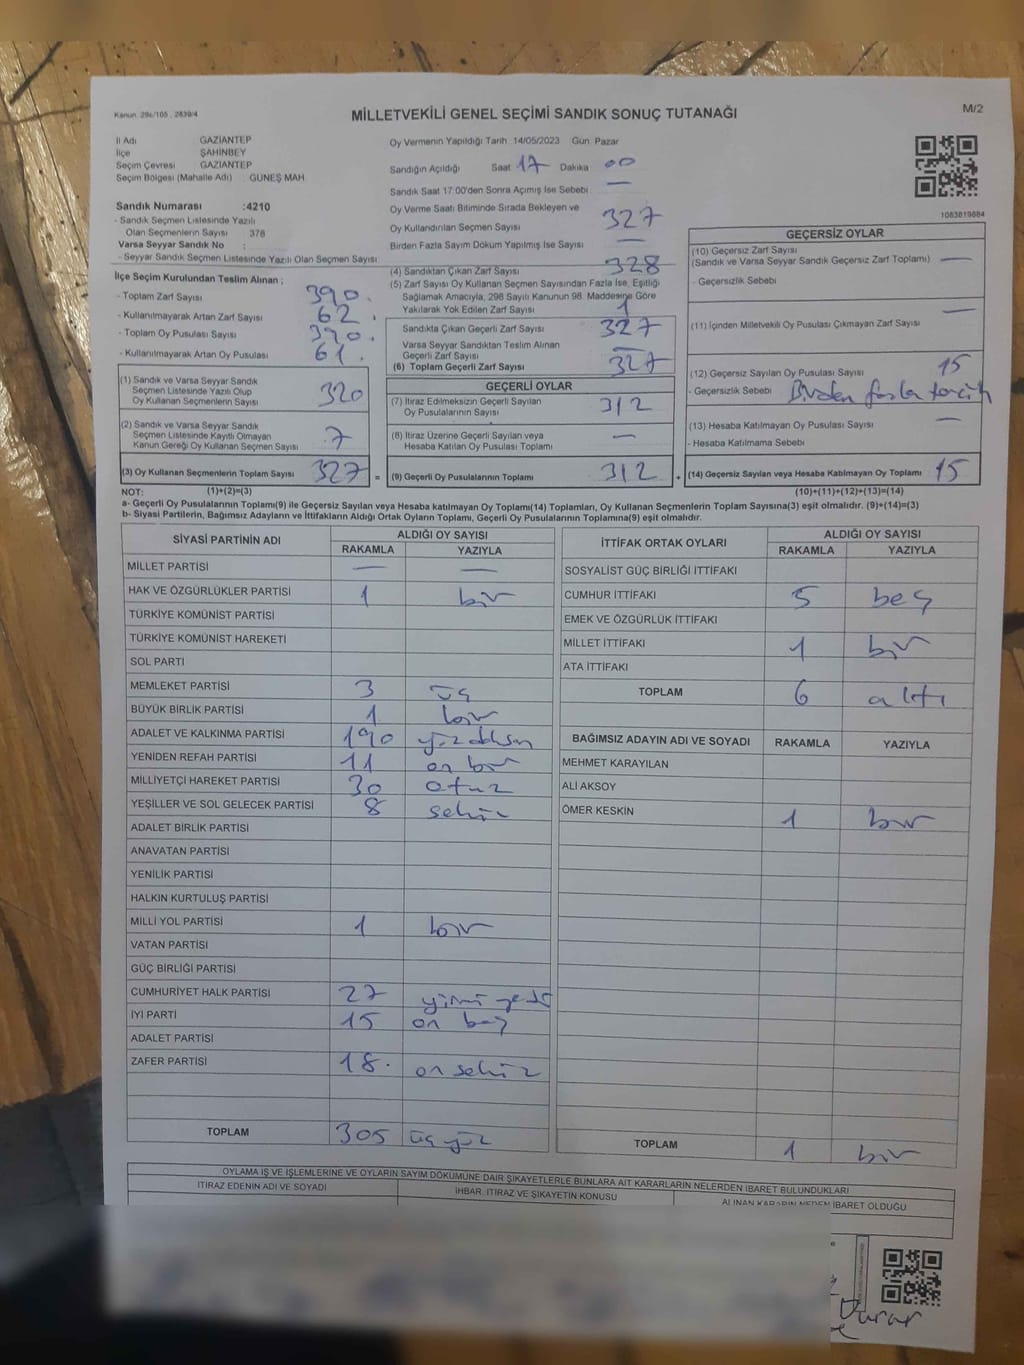 Kanun. 298/105 , 2839/4
MİLLETVEKİLİ GENEL SEÇİMİ SANDIK SONUÇ TUTANAĞI
M/2
İl Adı GAZİANTEP
İlçe ŞAHİNBEY
Seçim Çevresi GAZİANTEP
Seçim Bölgesi (Mahalle Adı) GÜNEŞ MAH
Sandık Numarası :4210
- Sandık Seçmen Listesinde Yazılı
Olan Seçmenlerin Sayısı 378
Varsa Seyyar Sandık No :
- Seyyar Sandık Seçmen Listesinde Yazılı Olan Seçmen Sayısı:
Oy Vermenin Yapıldığı Tarih 14/05/2023 Gün. Pazar
Sandığın Açıldığı Saat 17 Dakika 00
Sandık Saat 17:00'den Sonra Açılmış İse Sebebi —
Oy Verme Saati Bitiminde Sırada Bekleyen ve
Oy Kullandırılan Seçmen Sayısı 327
Birden Fazla Sayım Döküm Yapılmış İse Sayısı —
1083819884
İlçe Seçim Kurulundan Teslim Alınan ;
- Toplam Zarf Sayısı 390.
- Kullanılmayarak Artan Zarf Sayısı 62.
- Toplam Oy Pusulası Sayısı 390.
- Kullanılmayarak Artan Oy Pusulası 61.
(1) Sandık ve Varsa Seyyar Sandık
Seçmen Listesinde Yazılı Olup
Oy Kullanan Seçmenlerin Sayısı 320
(2) Sandık ve Varsa Seyyar Sandık
Seçmen Listesinde Kayıtlı Olmayan
Kanun Gereği Oy Kullanan Seçmen Sayısı 7
(3) Oy Kullanan Seçmenlerin Toplam Sayısı 327 =
(1)+(2)=(3)
(4) Sandıktan Çıkan Zarf Sayısı 328
(5) Zarf Sayısı Oy Kullanan Seçmen Sayısından Fazla İse, Eşitliği
Sağlamak Amacıyla, 298 Sayılı Kanunun 98. Maddesine Göre
Yakılarak Yok Edilen Zarf Sayısı 1
Sandıkta Çıkan Geçerli Zarf Sayısı 327
Varsa Seyyar Sandıktan Teslim Alınan
Geçerli Zarf Sayısı —
(6) Toplam Geçerli Zarf Sayısı 327
GEÇERLİ OYLAR
(7) İtiraz Edilmeksizin Geçerli Sayılan
Oy Pusulalarının Sayısı 312
(8) İtiraz Üzerine Geçerli Sayılan veya
Hesaba Katılan Oy Pusulası Toplamı —
(9) Geçerli Oy Pusulalarının Toplamı 312 +
GEÇERSİZ OYLAR
(10) Geçersiz Zarf Sayısı
(Sandık ve Varsa Seyyar Sandık Geçersiz Zarf Toplamı) —
- Geçersizlik Sebebi
(11) İçinden Milletvekili Oy Pusulası Çıkmayan Zarf Sayısı —
(12) Geçersiz Sayılan Oy Pusulası Sayısı 15
- Geçersizlik Sebebi Birden fazla tercih
(13) Hesaba Katılmayan Oy Pusulası Sayısı —
- Hesaba Katılmama Sebebi
(14) Geçersiz Sayılan veya Hesaba Katılmayan Oy Toplamı 15
(10)+(11)+(12)+(13)=(14)
NOT:
a- Geçerli Oy Pusulalarının Toplamı(9) ile Geçersiz Sayılan veya Hesaba katılmayan Oy Toplamı(14) Toplamları, Oy Kullanan Seçmenlerin Toplam Sayısına(3) eşit olmalıdır. (9)+(14)=(3)
b- Siyasi Partilerin, Bağımsız Adayların ve İttifakların Aldığı Ortak Oyların Toplamı, Geçerli Oy Pusulalarının Toplamına(9) eşit olmalıdır.
SİYASİ PARTİNİN ADI ALDIĞI OY SAYISI
RAKAMLA YAZIYLA
MİLLET PARTİSİ — —
HAK VE ÖZGÜRLÜKLER PARTİSİ 1 bir
TÜRKİYE KOMÜNİST PARTİSİ
TÜRKİYE KOMÜNİST HAREKETİ
SOL PARTİ
MEMLEKET PARTİSİ 3 üç
BÜYÜK BİRLİK PARTİSİ 1 bir
ADALET VE KALKINMA PARTİSİ 190
YENİDEN REFAH PARTİSİ 11 on bir
MİLLİYETÇİ HAREKET PARTİSİ 30 otuz
YEŞİLLER VE SOL GELECEK PARTİSİ 8 sekiz
ADALET BİRLİK PARTİSİ
ANAVATAN PARTİSİ
YENİLİK PARTİSİ
HALKIN KURTULUŞ PARTİSİ
MİLLİ YOL PARTİSİ 1 bir
VATAN PARTİSİ
GÜÇ BİRLİĞİ PARTİSİ
CUMHURİYET HALK PARTİSİ 27 yirmi yedi
İYİ PARTİ 15 on beş
ADALET PARTİSİ
ZAFER PARTİSİ 18. on sekiz
TOPLAM 305 üç yüz
İTTİFAK ORTAK OYLARI ALDIĞI OY SAYISI
RAKAMLA YAZIYLA
SOSYALİST GÜÇ BİRLİĞİ İTTİFAKI
CUMHUR İTTİFAKI 5 beş
EMEK VE ÖZGÜRLÜK İTTİFAKI
MİLLET İTTİFAKI 1 bir
ATA İTTİFAKI
TOPLAM 6 altı
BAĞIMSIZ ADAYIN ADI VE SOYADI RAKAMLA YAZIYLA
MEHMET KARAYILAN
ALİ AKSOY
ÖMER KESKİN 1 bir
TOPLAM 1 bir
OYLAMA İŞ VE İŞLEMLERİNE VE OYLARIN SAYIM DÖKÜMÜNE DAİR ŞİKAYETLERLE BUNLARA AİT KARARLARIN NELERDEN İBARET BULUNDUKLARI
İTİRAZ EDENİN ADI VE SOYADI İHBAR, İTİRAZ VE ŞİKAYETİN KONUSU ALINAN KARARIN NEDEN İBARET OLDUĞU